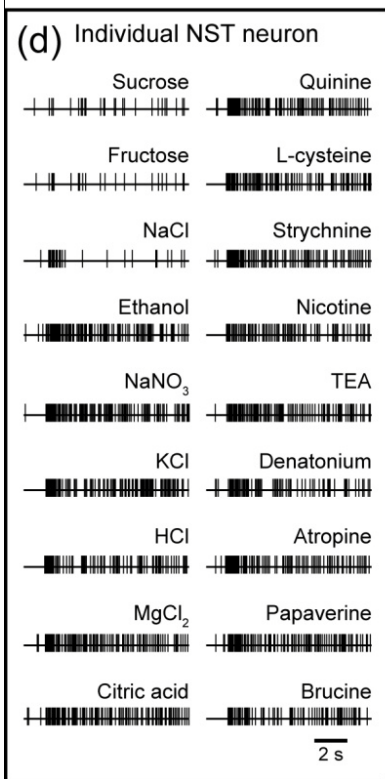 (d) Individual NST neuron
Sucrose
Quinine
Fructose
L-cysteine
NaCl
Strychnine
Ethanol
Nicotine
NaNO₃
TEA
KCl
Denatonium
HCl
Atropine
MgCl₂
Papaverine
Citric acid
Brucine
2 s